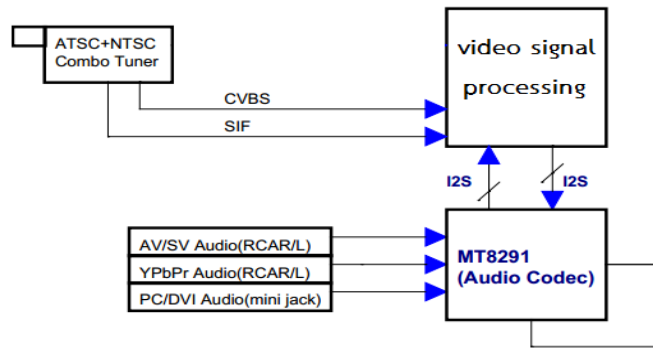 ATSC+NTSC
Combo Tuner
video signal
processing
CVBS
SIF
I2S
I2S
AV/SV Audio(RCAR/L)
YPbPr Audio(RCAR/L)
PC/DVI Audio(mini jack)
MT8291
(Audio Codec)